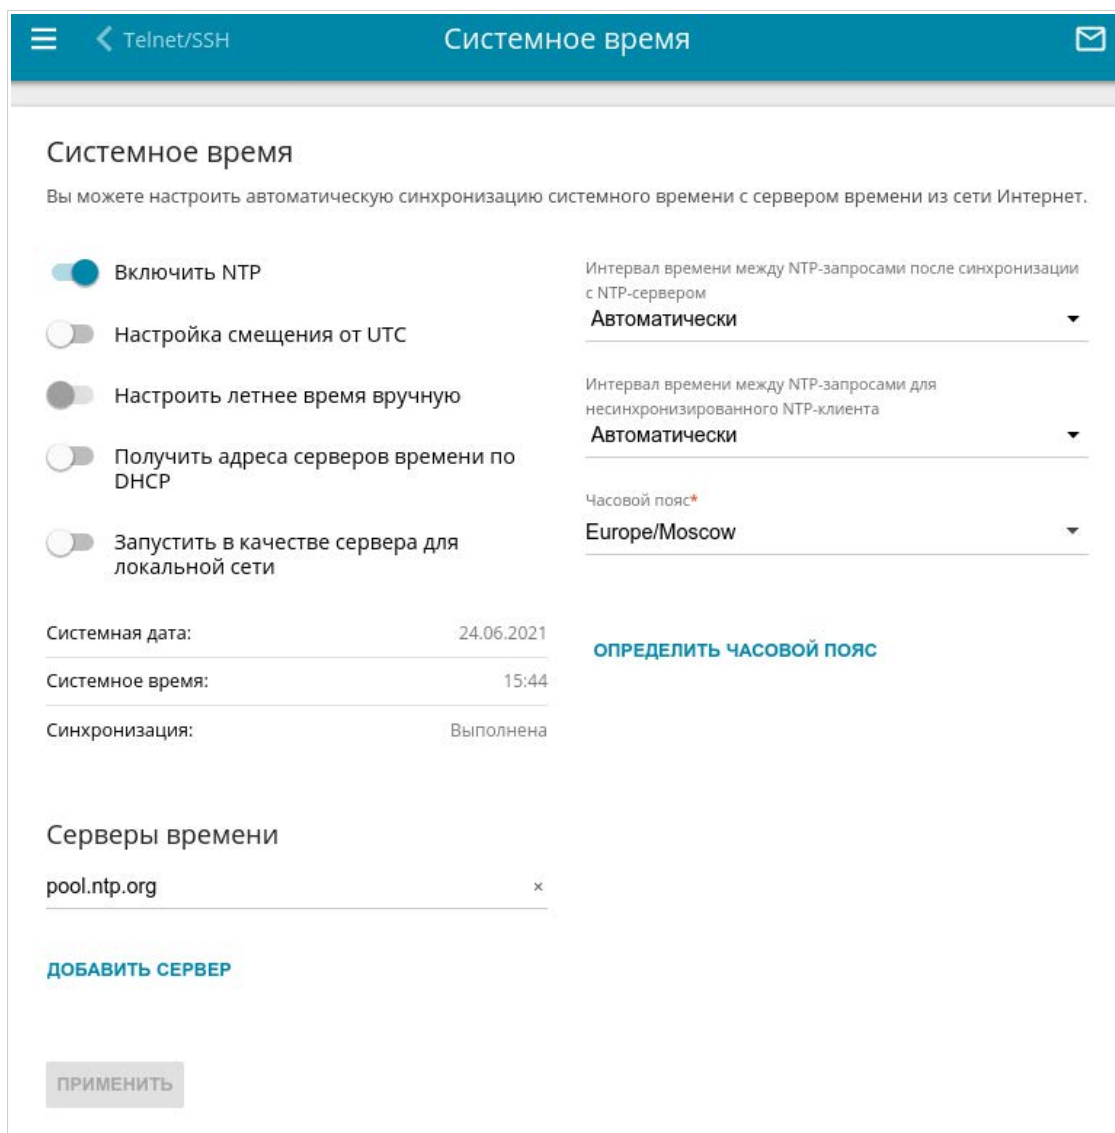 Telnet/SSH
Системное время
Системное время
Вы можете настроить автоматическую синхронизацию системного времени с сервером времени из сети Интернет.
Включить NTP
Настройка смещения от UTC
Настроить летнее время вручную
Получить адреса серверов времени по
DHCP
Запустить в качестве сервера для
локальной сети
Системная дата: 24.06.2021
Системное время: 15:44
Синхронизация: Выполнена
Интервал времени между NTP-запросами после синхронизации
с NTP-сервером
Автоматически
Интервал времени между NTP-запросами для
несинхронизированного NTP-клиента
Автоматически
Часовой пояс*
Europe/Moscow
ОПРЕДЕЛИТЬ ЧАСОВОЙ ПОЯС
Серверы времени
pool.ntp.org ×
ДОБАВИТЬ СЕРВЕР
ПРИМЕНИТЬ